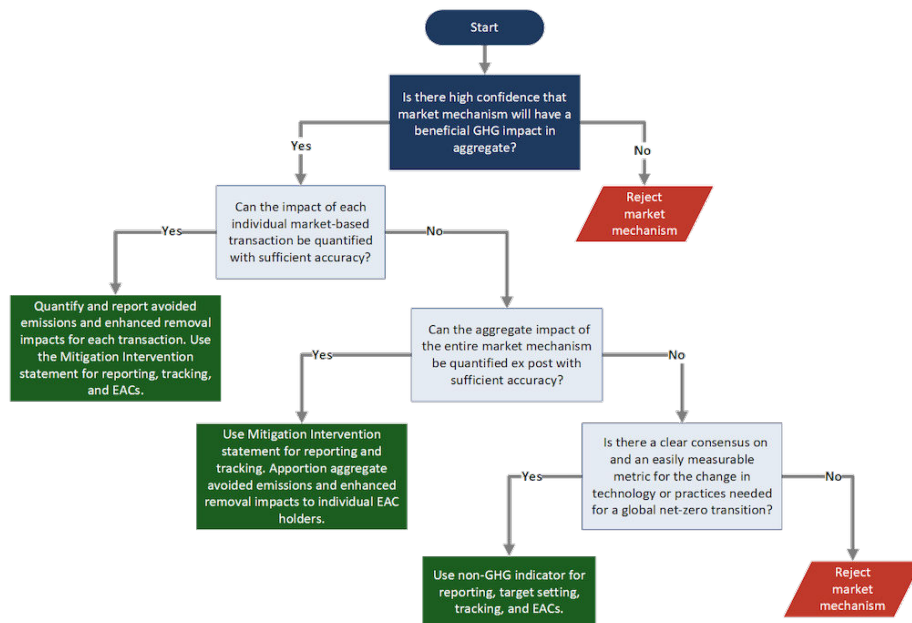 Start
Is there high confidence that
market mechanism will have a
beneficial GHG impact in
aggregate?
Yes
No
Reject
market
mechanism
Can the impact of each
individual market-based
transaction be quantified
with sufficient accuracy?
Yes
No
Quantify and report avoided
emissions and enhanced removal
impacts for each transaction. Use
the Mitigation Intervention
statement for reporting, tracking,
and EACs.
Can the aggregate impact of
the entire market mechanism
be quantified ex post with
sufficient accuracy?
Yes
No
Use Mitigation Intervention
statement for reporting and
tracking. Apportion aggregate
avoided emissions and enhanced
removal impacts to individual EAC
holders.
Is there a clear consensus on
and an easily measurable
metric for the change in
technology or practices needed
for a global net-zero transition?
Yes
No
Use non-GHG indicator for
reporting, target setting,
tracking, and EACs.
Reject
market
mechanism